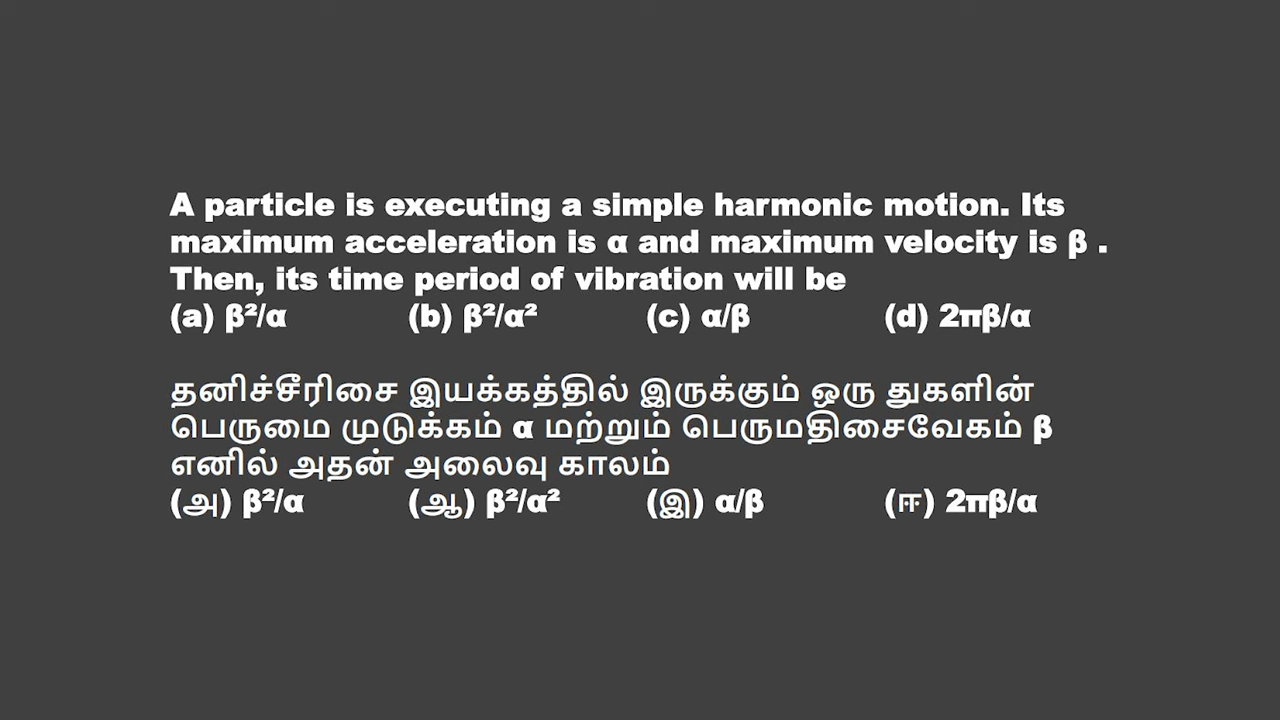 A particle is executing a simple harmonic motion. Its
maximum acceleration is α and maximum velocity is β .
Then, its time period of vibration will be
(a) β²/α (b) β²/α² (c) α/β (d) 2πβ/α
தனிச்சீரிசை இயக்கத்தில் இருக்கும் ஒரு துகளின்
பெருமை முடுக்கம் α மற்றும் பெருமதிசைவேகம் β
எனில் அதன் அலைவு காலம்
(அ) β²/α (ஆ) β²/α² (இ) α/β (ஈ) 2πβ/α